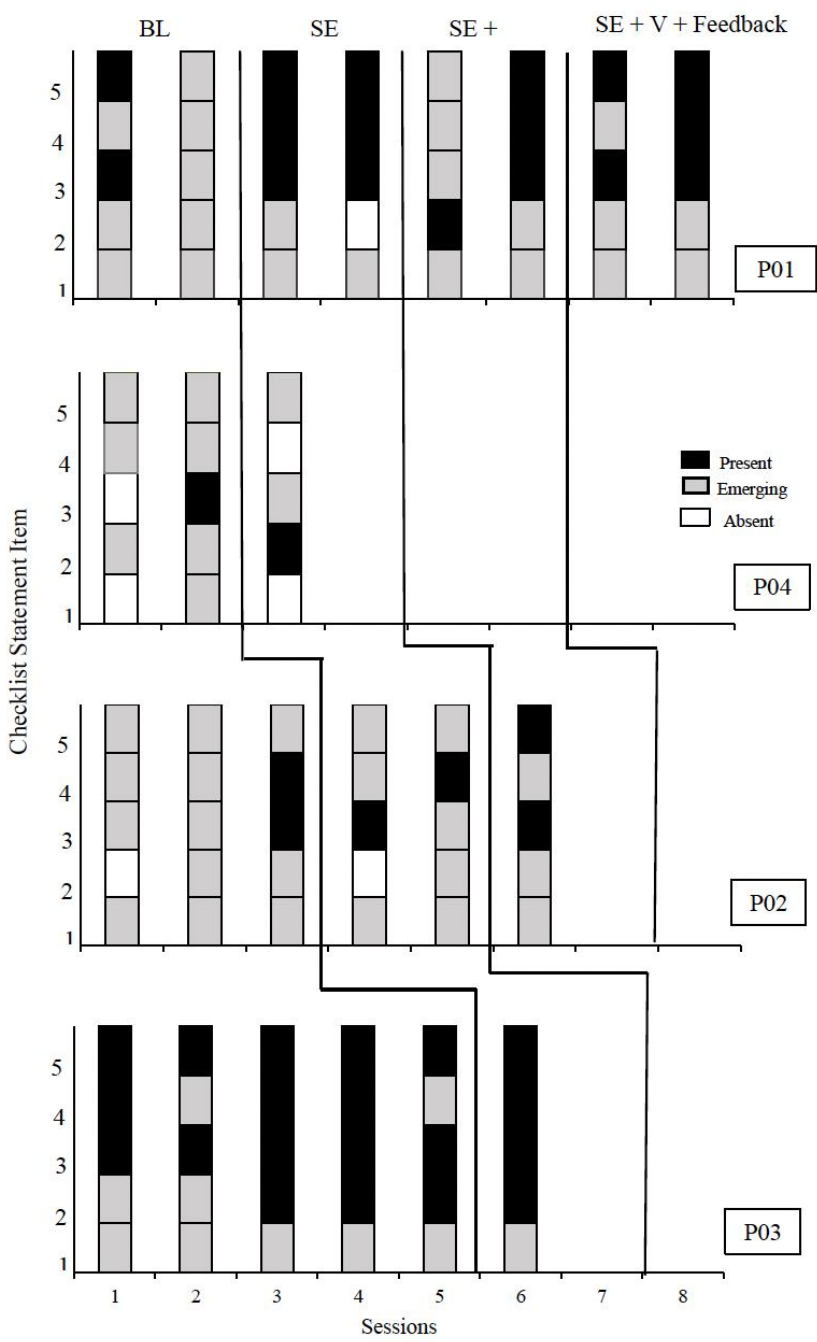 BL SE SE + SE + V + Feedback
5
4
3
2
1
P01
5
4
3
2
1
Present
Emerging
Absent
P04
Checklist Statement Item
5
4
3
2
1
P02
5
4
3
2
1
P03
1 2 3 4 5 6 7 8
Sessions